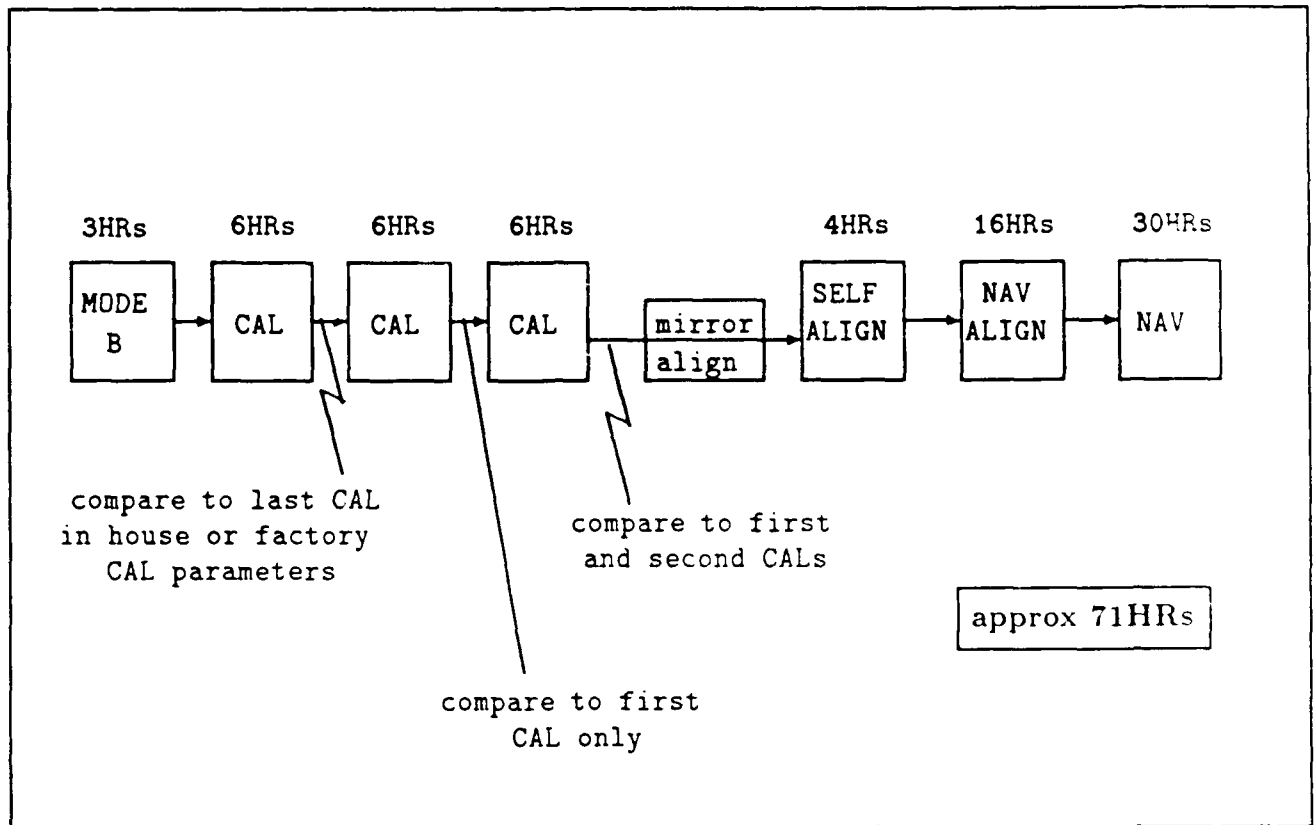 3HRs 6HRs 6HRs 6HRs 4HRs 16HRs 30HRs
MODE
B
CAL
CAL
CAL
mirror
align
SELF
ALIGN
NAV
ALIGN
NAV
compare to last CAL
in house or factory
CAL parameters
compare to first
CAL only
compare to first
and second CALs
approx 71HRs